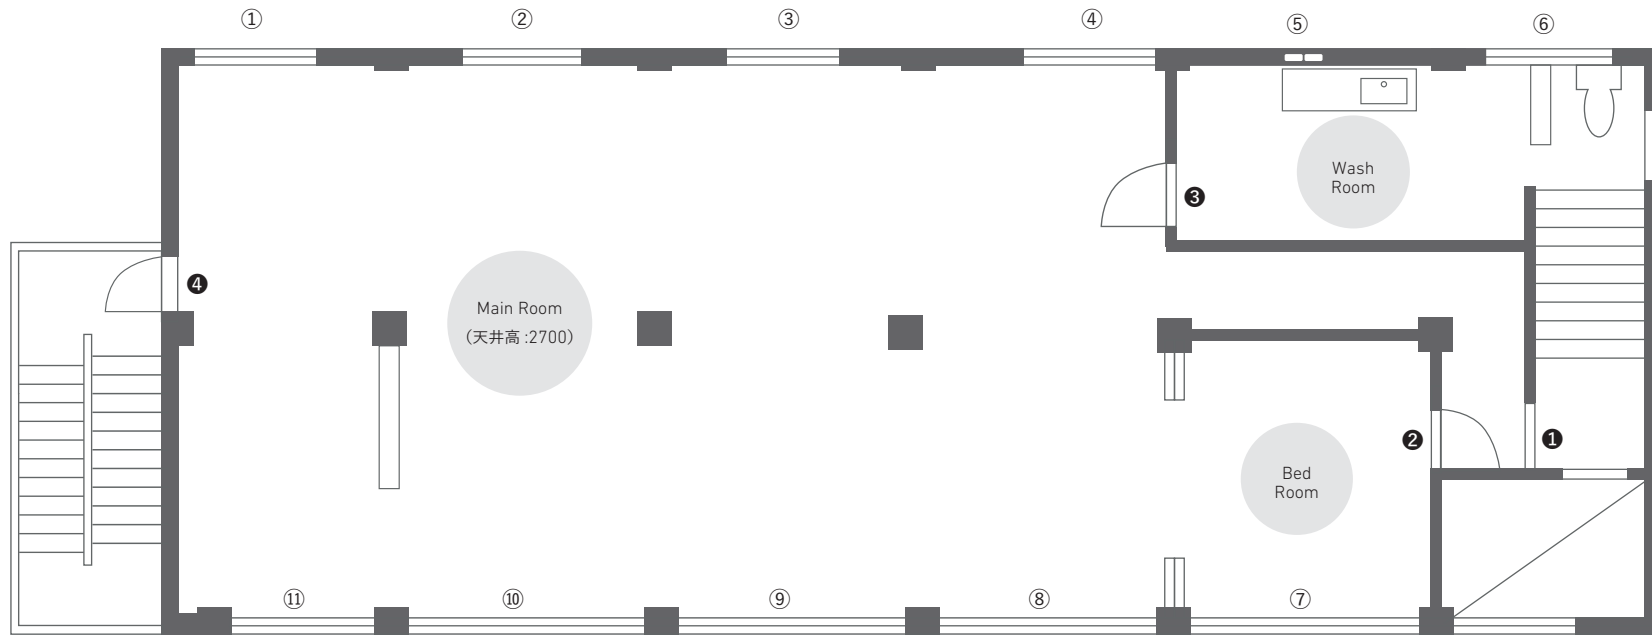 ① ② ③ ④ ⑤ ⑥
Wash
Room
❸
❹
Main Room
（天井高 :2700）
❷
❶
Bed
Room
⑪ ⑩ ⑨ ⑧ ⑦